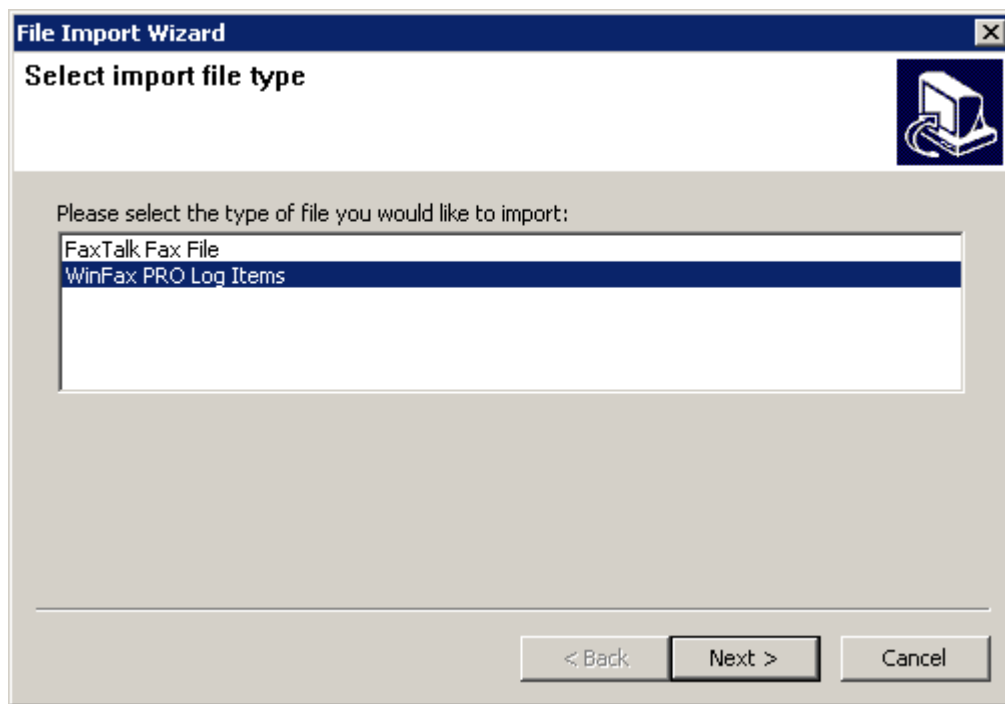 File Import Wizard
Select import file type
Please select the type of file you would like to import:
FaxTalk Fax File
WinFax PRO Log Items
< Back
Next >
Cancel